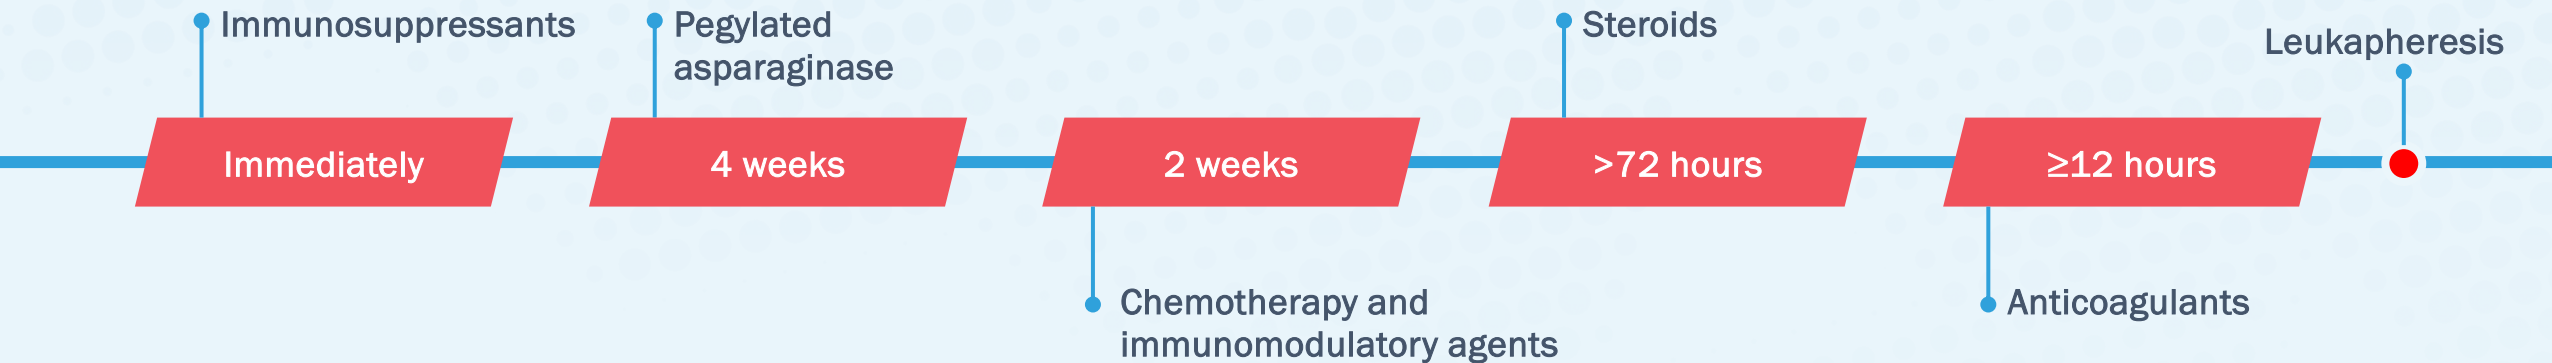 Immunosuppressants
Pegylated
asparaginase
Steroids
Leukapheresis
Immediately
4 weeks
2 weeks
>72 hours
≥12 hours
Chemotherapy and
immunomodulatory agents
Anticoagulants